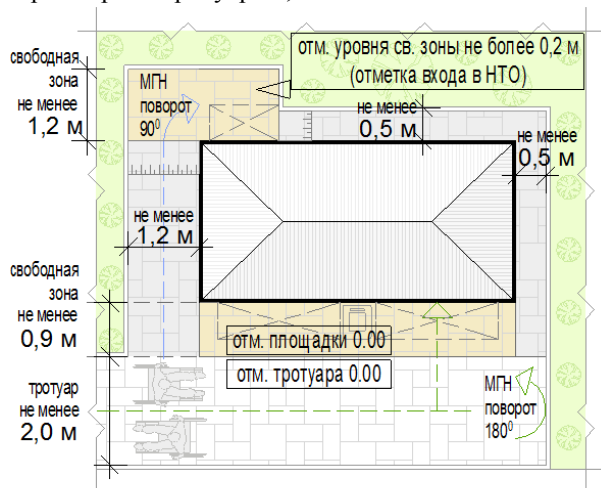 отм. уровня св. зоны не более 0,2 м
(отметка входа в НТО)
свободная
зона
не менее
1,2 м
МГН
поворот
90⁰
не менее
0,5 м
не менее
0,5 м
не менее
1,2 м
свободная
зона
не менее
0,9 м
отм. площадки 0.00
отм. тротуара 0.00
тротуар
не менее
2,0 м
МГН
поворот
180⁰